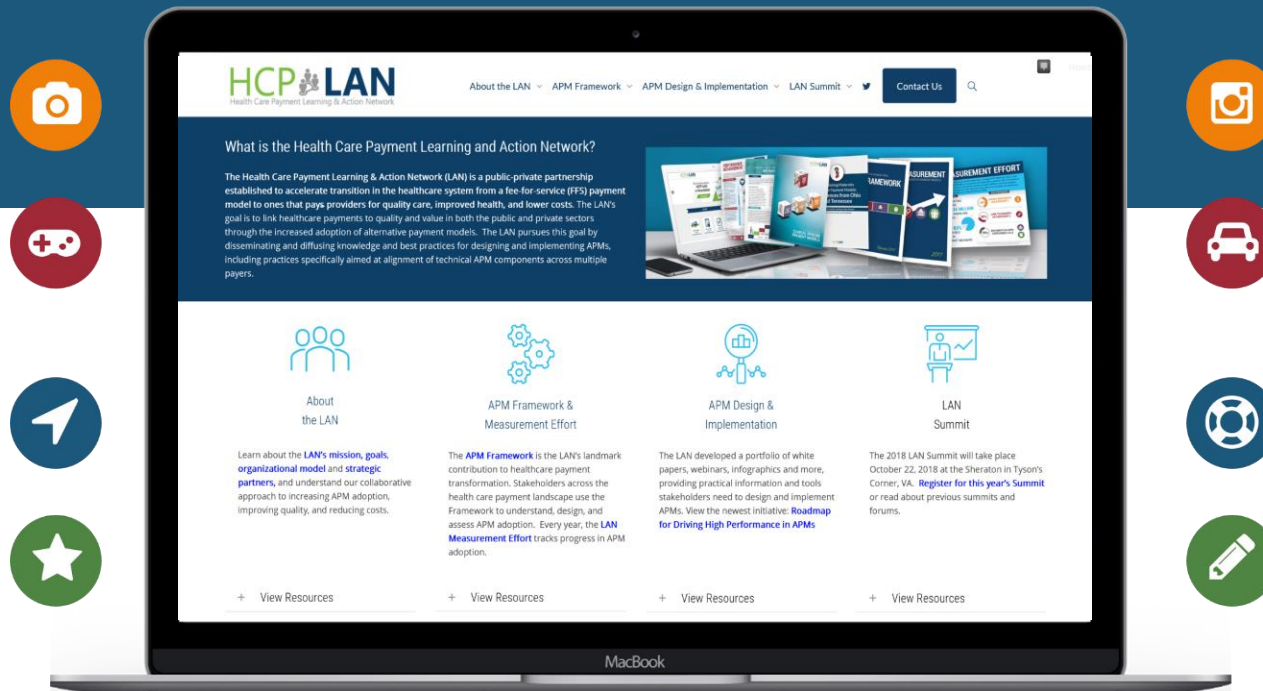 HCP LAN
Health Care Payment Learning & Action Network
About the LAN APM Framework APM Design & Implementation LAN Summit Contact Us
What is the Health Care Payment Learning and Action Network?
The Health Care Payment Learning & Action Network (LAN) is a public-private partnership
established to accelerate transition in the healthcare system from a fee-for-service (FFS) payment
model to ones that pays providers for quality care, improved health, and lower costs. The LAN's
goal is to link healthcare payments to quality and value in both the public and private sectors
through the increased adoption of alternative payment models. The LAN pursues this goal by
disseminating and diffusing knowledge and best practices for designing and implementing APMs,
including practices specifically aimed at alignment of technical APM components across multiple
payers.
FRAMEWORK
MEASUREMENT
MEASUREMENT EFFORT
About
the LAN
Learn about the LAN's mission, goals,
organizational model and strategic
partners, and understand our collaborative
approach to increasing APM adoption,
improving quality, and reducing costs.
+ View Resources
APM Framework &
Measurement Effort
The APM Framework is the LAN's landmark
contribution to healthcare payment
transformation. Stakeholders across the
health care payment landscape use the
Framework to understand, design, and
assess APM adoption. Every year, the LAN
Measurement Effort tracks progress in APM
adoption.
+ View Resources
APM Design &
Implementation
The LAN developed a portfolio of white
papers, webinars, infographics and more,
providing practical information and tools
stakeholders need to design and implement
APMs. View the newest initiative: Roadmap
for Driving High Performance in APMs
+ View Resources
LAN
Summit
The 2018 LAN Summit will take place
October 22, 2018 at the Sheraton in Tyson's
Corner, VA. Register for this year's Summit
or read about previous summits and
forums.
+ View Resources
MacBook